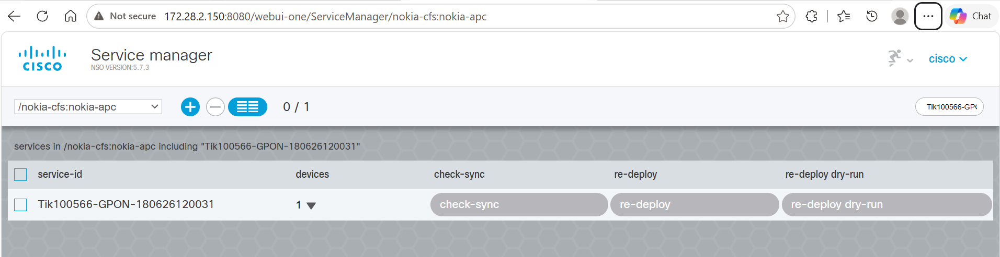 Not secure 172.28.2.150:8080/webui-one/ServiceManager/nokia-cfs:nokia-apc Chat
cisco Service manager cisco
NSO VERSION:5.7.3
/nokia-cfs:nokia-apc 0 / 1 Tik100566-GP
services in /nokia-cfs:nokia-apc including "Tik100566-GPON-180626120031"
service-id devices check-sync re-deploy re-deploy dry-run
Tik100566-GPON-180626120031 1 check-sync re-deploy re-deploy dry-run